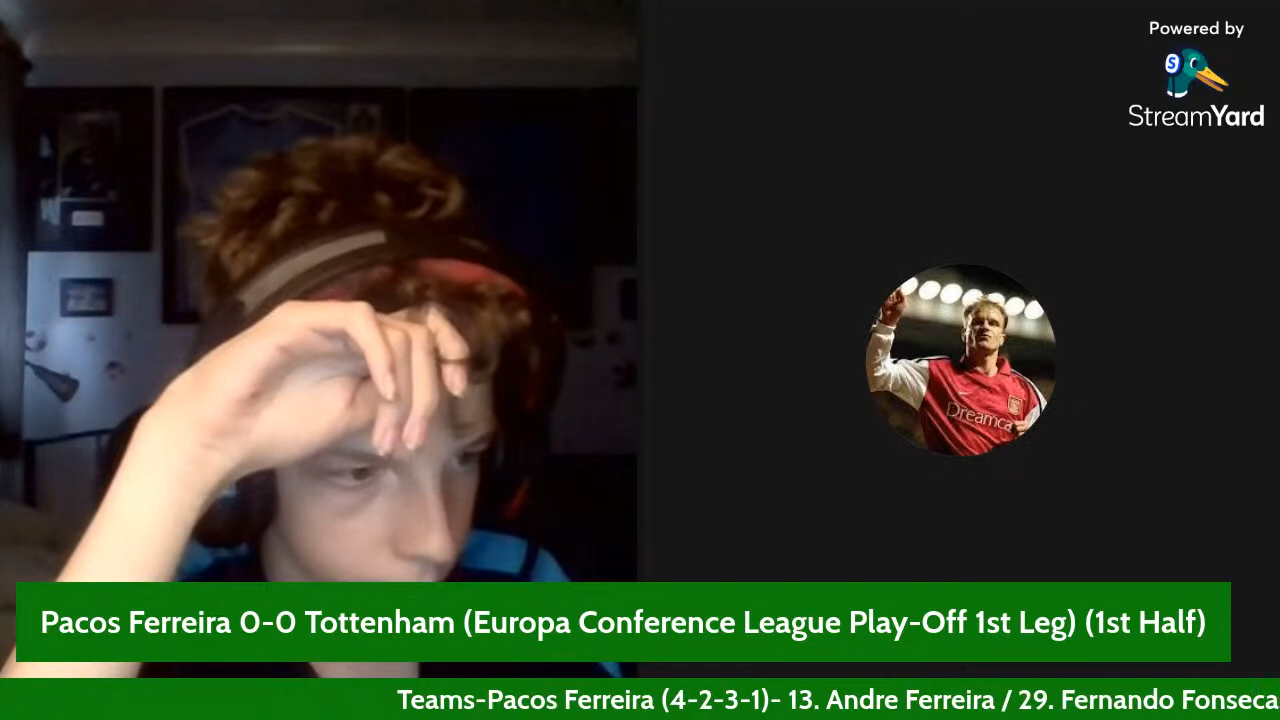 Powered by
StreamYard
Dreamca
Pacos Ferreira 0-0 Tottenham (Europa Conference League Play-Off 1st Leg) (1st Half)
Teams-Pacos Ferreira (4-2-3-1)- 13. Andre Ferreira / 29. Fernando Fonseca